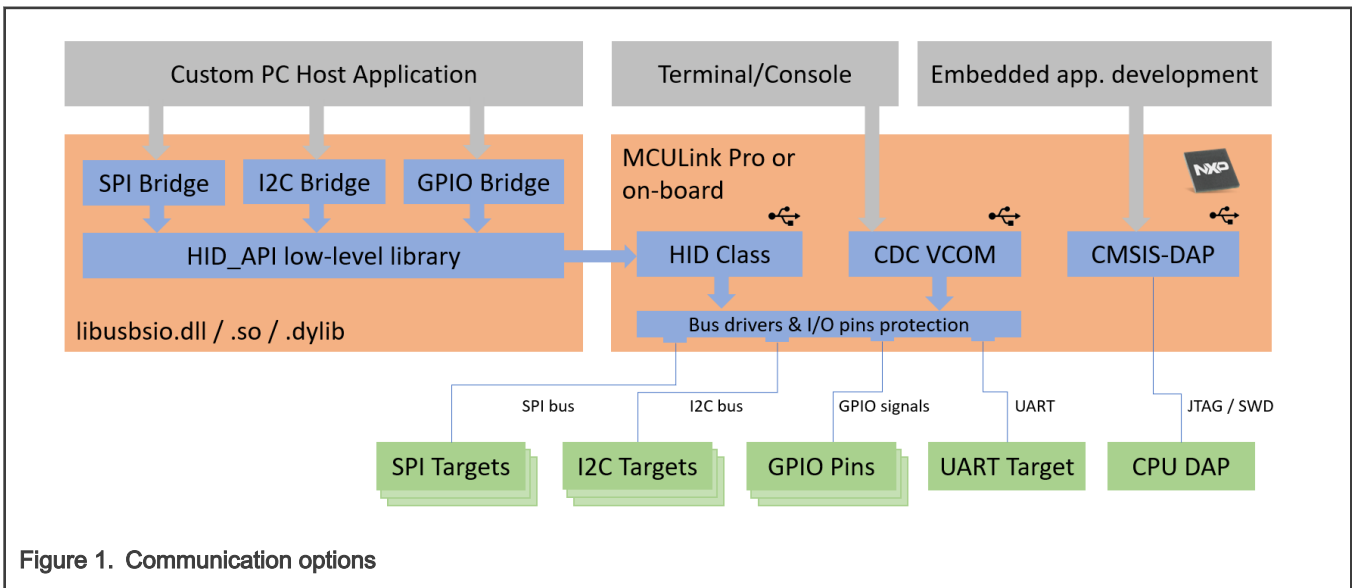 Custom PC Host Application
Terminal/Console
Embedded app. development
SPI Bridge
I2C Bridge
GPIO Bridge
HID_API low-level library
libusbsio.dll / .so / .dylib
MCULink Pro or
on-board
NXP
HID Class
CDC VCOM
CMSIS-DAP
Bus drivers & I/O pins protection
SPI bus
I2C bus
GPIO signals
UART
JTAG / SWD
SPI Targets
I2C Targets
GPIO Pins
UART Target
CPU DAP
Figure 1. Communication options